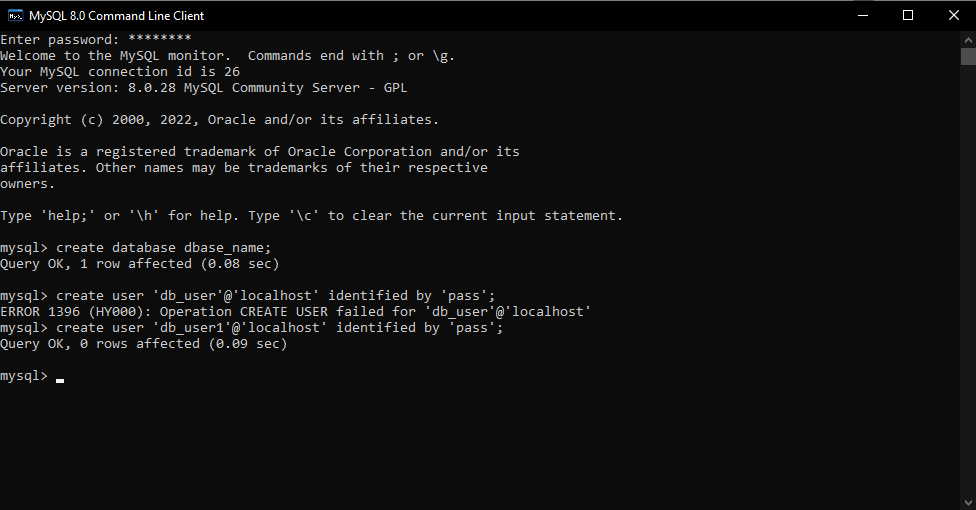 MySQL 8.0 Command Line Client
Enter password: ********
Welcome to the MySQL monitor.  Commands end with ; or \g.
Your MySQL connection id is 26
Server version: 8.0.28 MySQL Community Server - GPL
Copyright (c) 2000, 2022, Oracle and/or its affiliates.
Oracle is a registered trademark of Oracle Corporation and/or its
affiliates. Other names may be trademarks of their respective
owners.
Type 'help;' or '\h' for help. Type '\c' to clear the current input statement.
mysql> create database dbase_name;
Query OK, 1 row affected (0.08 sec)
mysql> create user 'db_user'@'localhost' identified by 'pass';
ERROR 1396 (HY000): Operation CREATE USER failed for 'db_user'@'localhost'
mysql> create user 'db_user1'@'localhost' identified by 'pass';
Query OK, 0 rows affected (0.09 sec)
mysql>